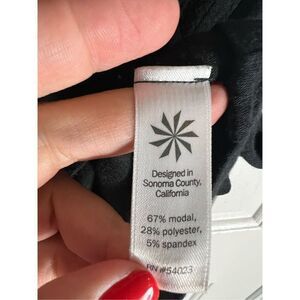 Designed in
Sonoma County,
California
67% modal,
28% polyester,
5% spandex
RN #54023